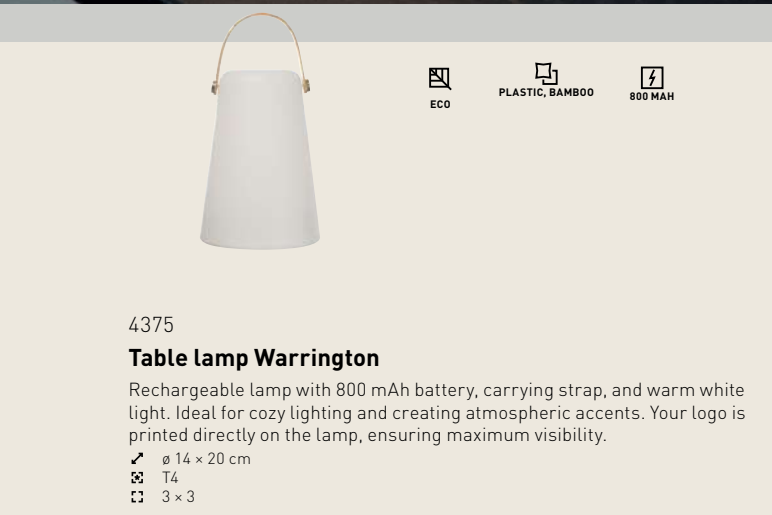 ECO
PLASTIC, BAMBOO
800 MAH
4375
Table lamp Warrington
Rechargeable lamp with 800 mAh battery, carrying strap, and warm white
light. Ideal for cozy lighting and creating atmospheric accents. Your logo is
printed directly on the lamp, ensuring maximum visibility.
ø 14 × 20 cm
T4
3 × 3